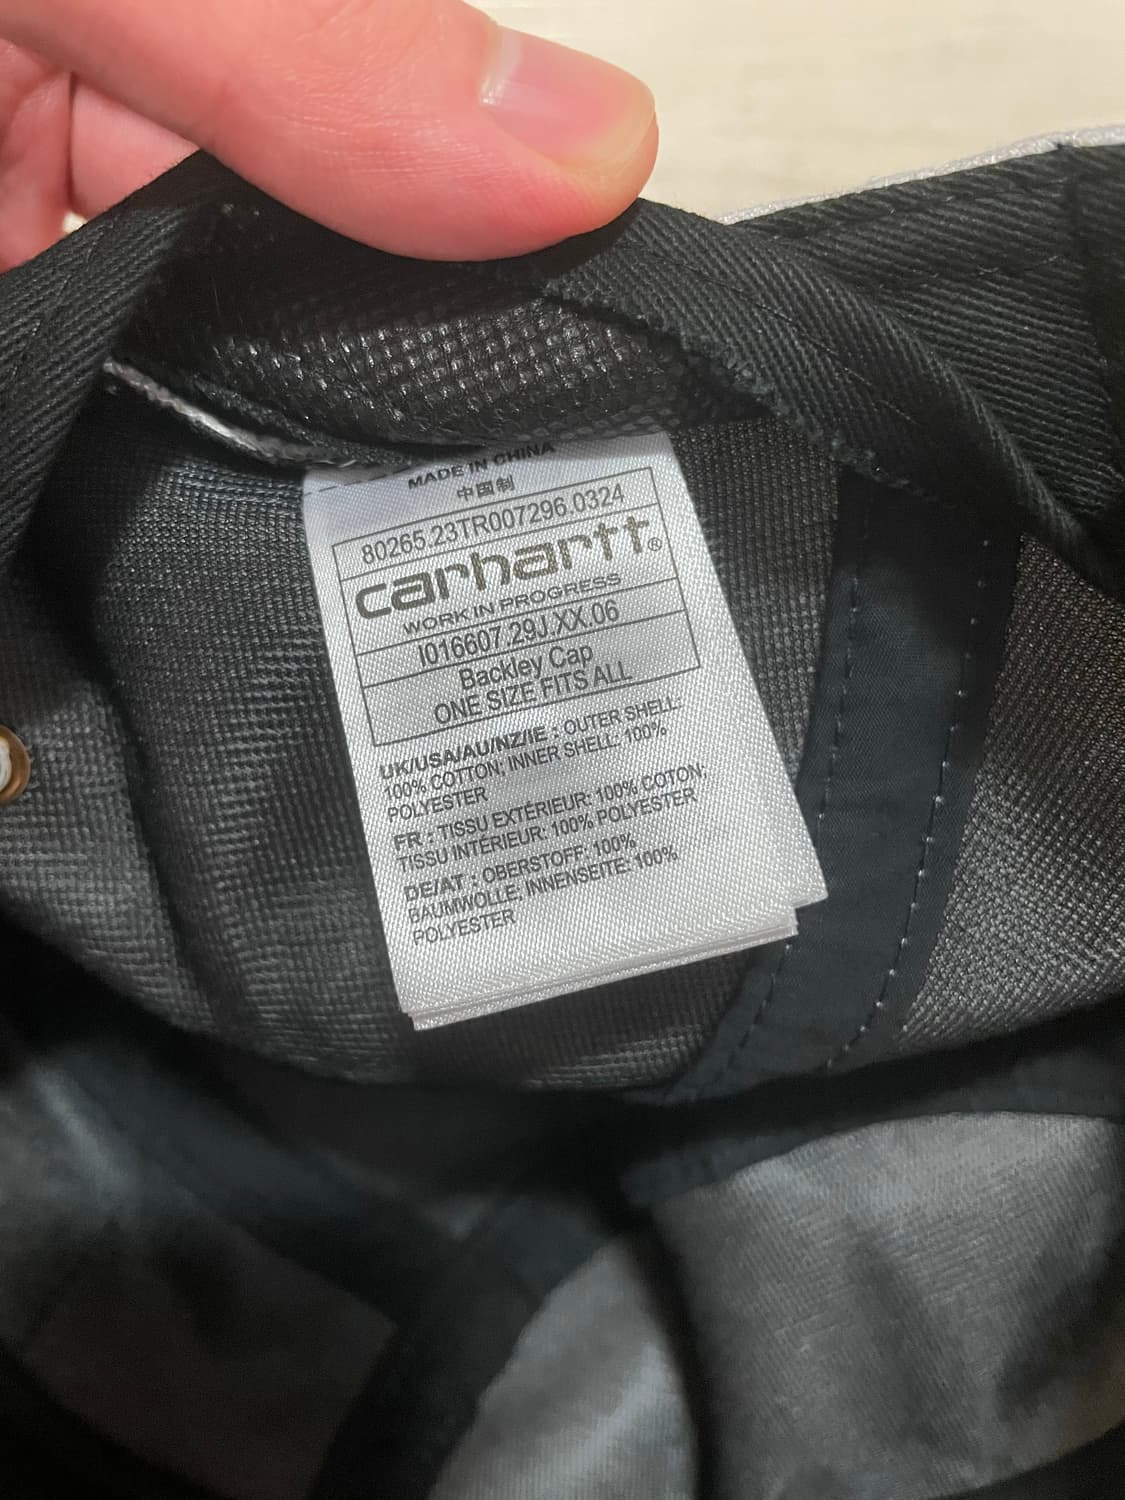 MADE IN CHINA
中国制
80265.23TR007296.0324
carhartt®
WORK IN PROGRESS
I016607.29J.XX.06
Backley Cap
ONE SIZE FITS ALL
UK/USA/AU/NZ/IE : OUTER SHELL:
100% COTTON; INNER SHELL: 100%
POLYESTER
FR : TISSU EXTÉRIEUR: 100% COTON;
TISSU INTERIEUR: 100% POLYESTER
DE/AT : OBERSTOFF: 100%
BAUMWOLLE, INNENSEITE: 100%
POLYESTER